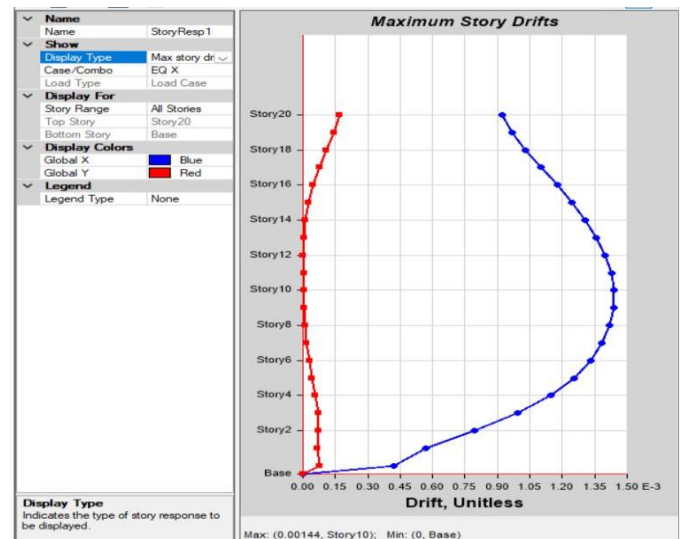 Name
Name StoryResp1
Show
Display Type Max story dr
Case/Combo EQ X
Load Type Load Case
Display For
Story Range All Stories
Top Story Story20
Bottom Story Base
Display Colors
Global X Blue
Global Y Red
Legend
Legend Type None
Display Type
Indicates the type of story response to
be displayed.
Maximum Story Drifts
Story20
Story18
Story16
Story14
Story12
Story10
Story8
Story6
Story4
Story2
Base
0.00 0.15 0.30 0.45 0.60 0.75 0.90 1.05 1.20 1.35 1.50 E-3
Drift, Unitless
Max: (0.00144, Story10); Min: (0, Base)